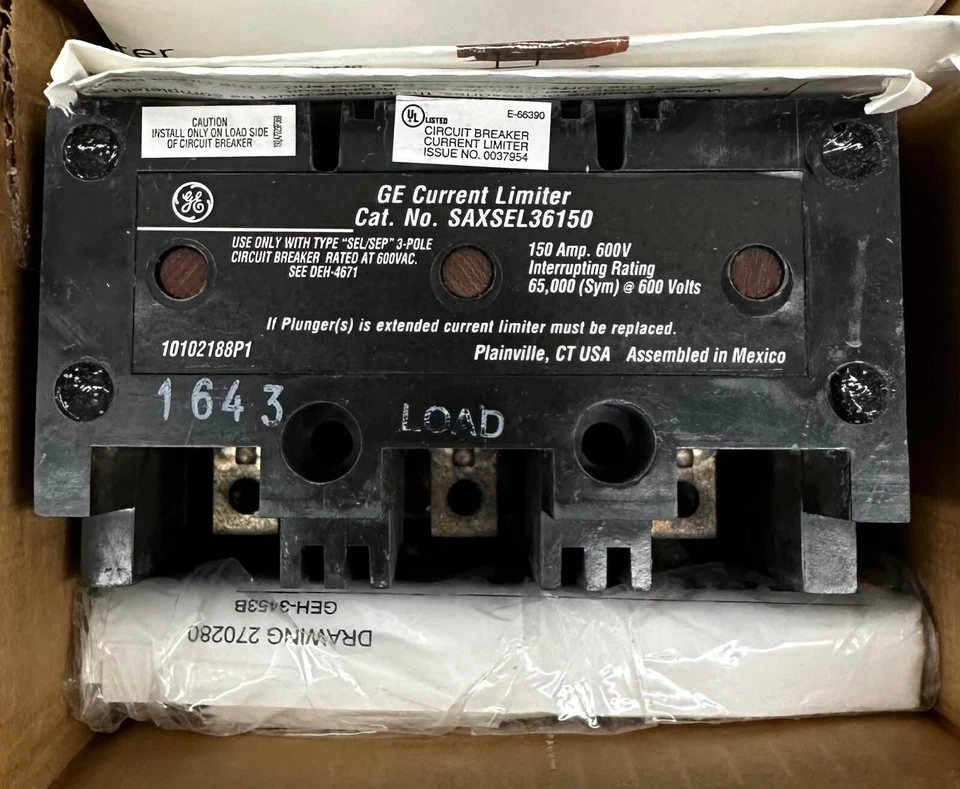 ter
CAUTION
INSTALL ONLY ON LOAD SIDE
OF CIRCUIT BREAKER
UL LISTED
E-66390
CIRCUIT BREAKER
CURRENT LIMITER
ISSUE NO. 0037954
GE
GE Current Limiter
Cat. No. SAXSEL36150
USE ONLY WITH TYPE "SEL/SEP" 3-POLE
CIRCUIT BREAKER RATED AT 600VAC.
SEE DEH-4671
150 Amp. 600V
Interrupting Rating
65,000 (Sym) @ 600 Volts
If Plunger(s) is extended current limiter must be replaced.
10102188P1
Plainville, CT USA Assembled in Mexico
1643
LOAD
GEH-3453B
DRAWING 270280